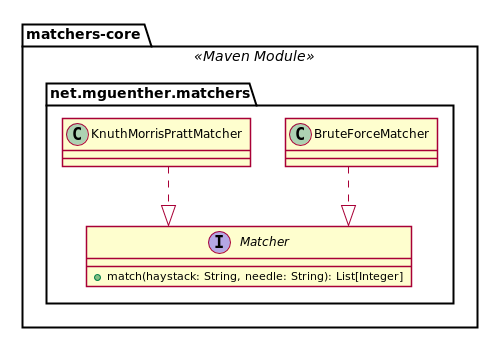 matchers-core
«Maven Module»
net.mguenther.matchers
C KnuthMorrisPrattMatcher
C BruteForceMatcher
I Matcher
match(haystack: String, needle: String): List[Integer]